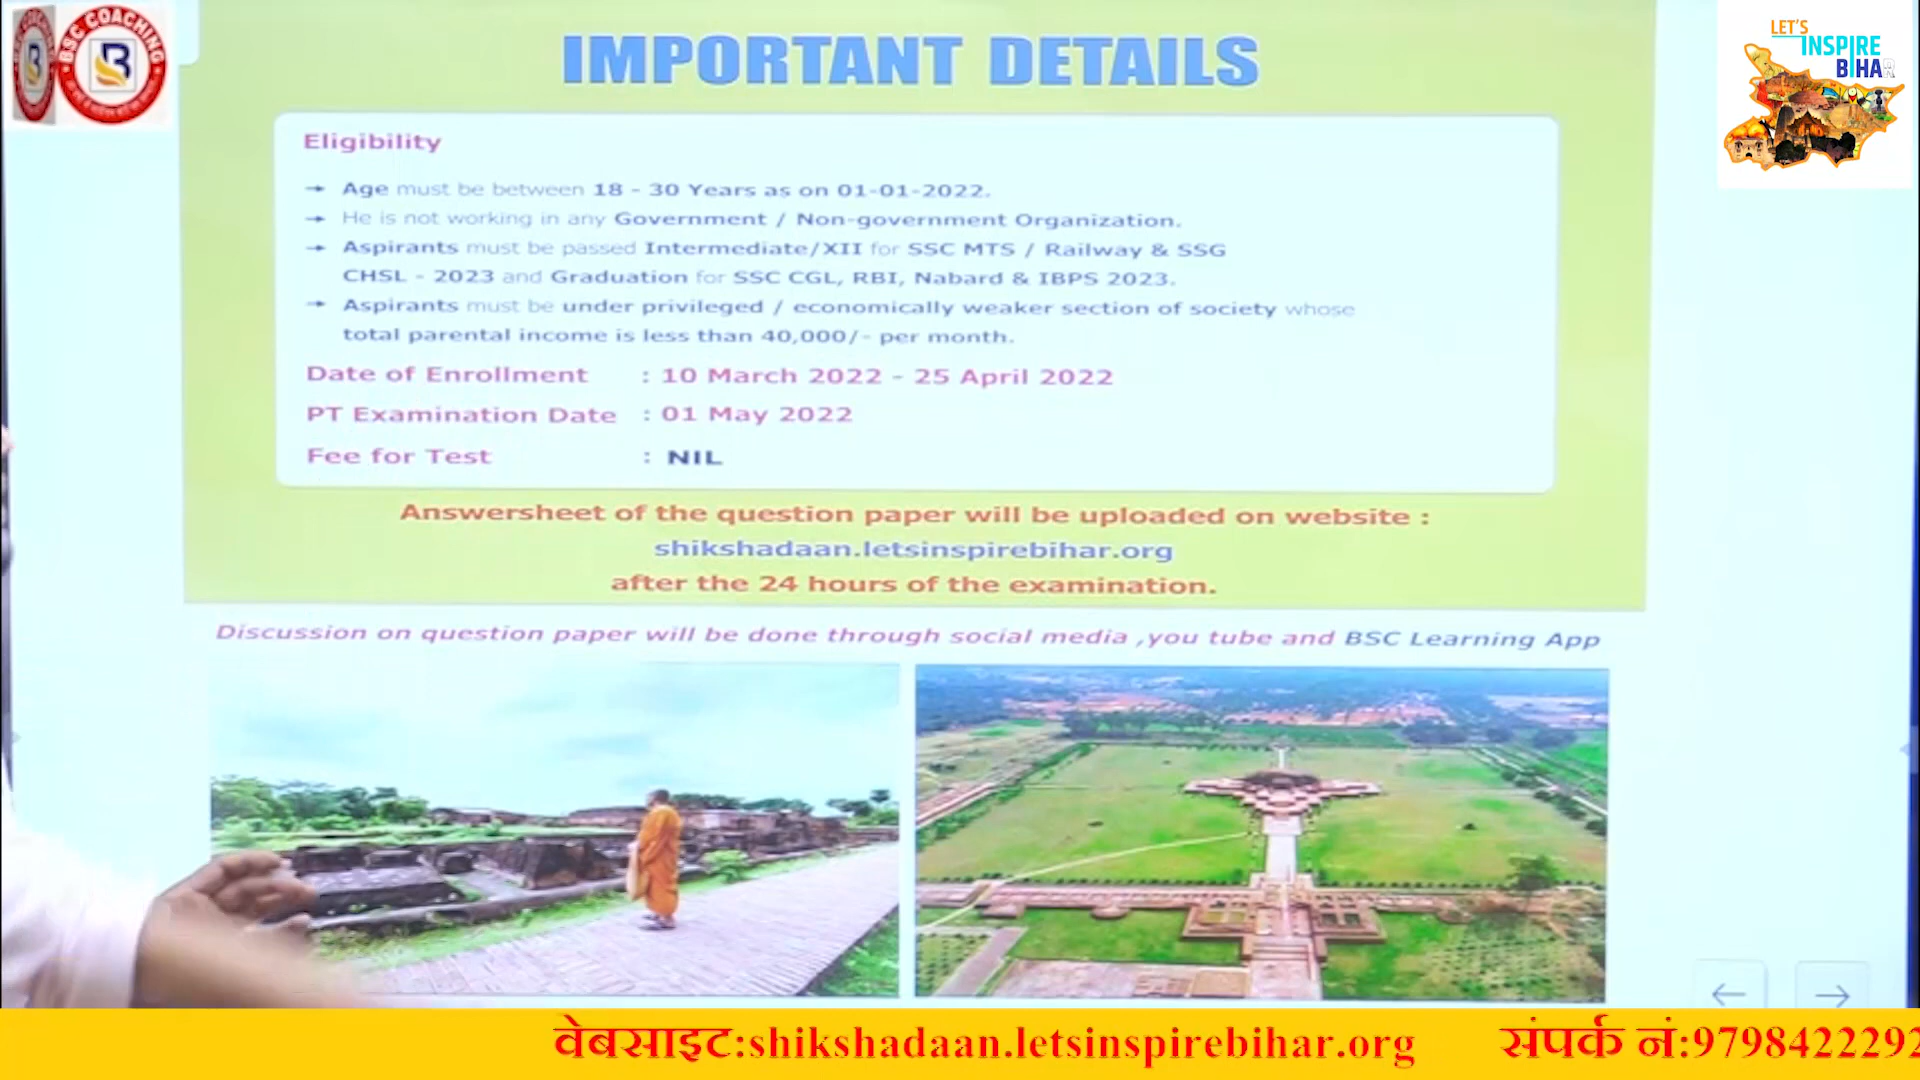 BSC COACHING
LET'S
INSPIRE
BIHAR
IMPORTANT DETAILS
Eligibility
→ Age must be between 18 - 30 Years as on 01-01-2022.
→ He is not working in any Government / Non-government Organization.
→ Aspirants must be passed Intermediate/XII for SSC MTS / Railway & SSG
CHSL - 2023 and Graduation for SSC CGL, RBI, Nabard & IBPS 2023.
→ Aspirants must be under privileged / economically weaker section of society whose
total parental income is less than 40,000/- per month.
Date of Enrollment : 10 March 2022 - 25 April 2022
PT Examination Date : 01 May 2022
Fee for Test : NIL
Answersheet of the question paper will be uploaded on website :
shikshadaan.letsinspirebihar.org
after the 24 hours of the examination.
Discussion on question paper will be done through social media ,you tube and BSC Learning App
वेबसाइट:shikshadaan.letsinspirebihar.org संपर्क नं:9798422292